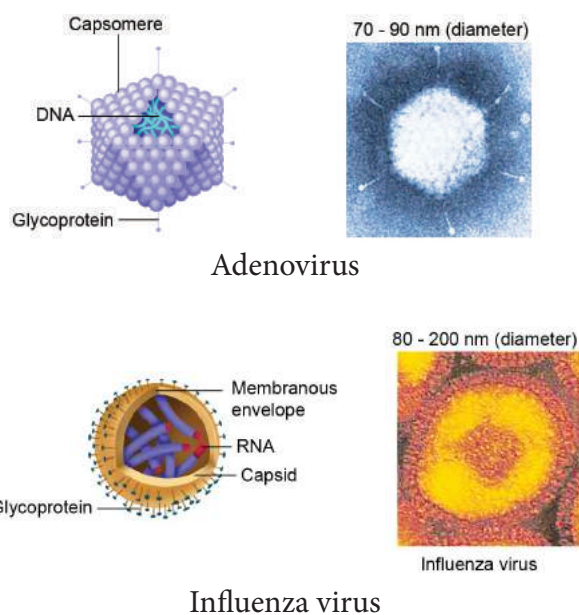 Capsomere
70 - 90 nm (diameter)
DNA
Glycoprotein
Adenovirus
80 - 200 nm (diameter)
Membranous
envelope
RNA
Capsid
Glycoprotein
Influenza virus
Influenza virus